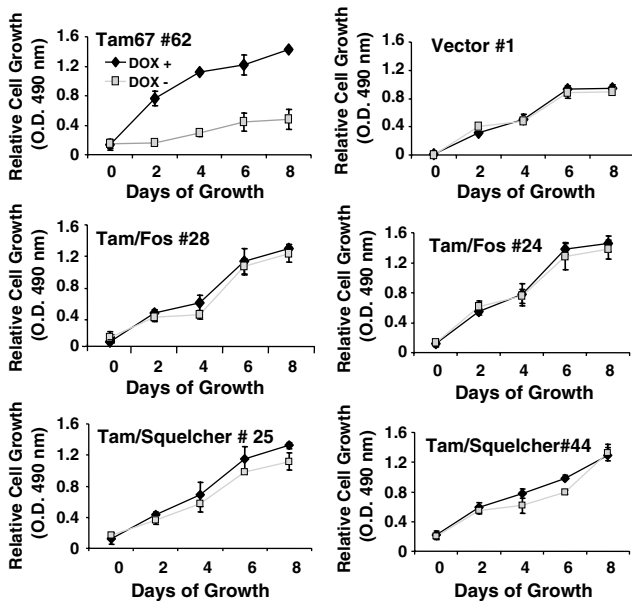 Tam67 #62
DOX +
DOX -
Relative Cell Growth
(O.D. 490 nm)
1.6
1.2
0.8
0.4
0
0 2 4 6 8
Days of Growth
Vector #1
Relative Cell Growth
(O.D. 490 nm)
1.6
1.2
0.8
0.4
0
0 2 4 6 8
Days of Growth
Tam/Fos #28
Relative Cell Growth
(O.D. 490 nm)
1.6
1.2
0.8
0.4
0
0 2 4 6 8
Days of Growth
Tam/Fos #24
Relative Cell Growth
(O.D. 490 nm)
1.6
1.2
0.8
0.4
0
0 2 4 6 8
Days of Growth
Tam/Squelcher # 25
Relative Cell Growth
(O.D. 490 nm)
1.6
1.2
0.8
0.4
0
0 2 4 6 8
Days of Growth
Tam/Squelcher#44
Relative Cell Growth
(O.D. 490 nm)
1.6
1.2
0.8
0.4
0
0 2 4 6 8
Days of Growth